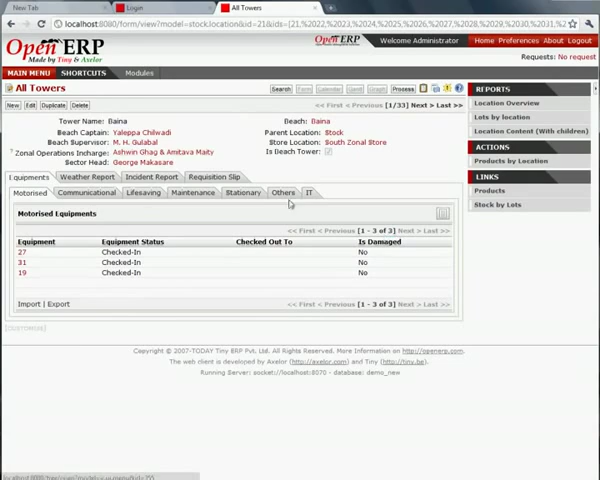 New Tab
Login
All Towers
localhost:8080/form/view?model=stock.location&id=21&ids=[21,%2022,%2023,%2024,%2025,%2026,%2027,%2028,%2029,%2030,%2031,%
Open ERP
Made by Tiny & Axelor
Open ERP
Welcome Administrator
Home Preferences About Logout
Requests: No request
MAIN MENU SHORTCUTS Modules
All Towers
Search Form Calendar Gantt Graph Process
New Edit Duplicate Delete
<< First < Previous [1/33] Next > Last >>
Tower Name: Baina
Beach: Baina
Beach Captain: Yaleppa Chilwadi
Parent Location: Stock
Beach Supervisor: M. H. Gulabal
Store Location: South Zonal Store
? Zonal Operations Incharge: Ashwin Ghag & Amitava Maity
Is Beach Tower:
Sector Head: George Makasare
Equipments Weather Report Incident Report Requisition Slip
Motorised Communicational Lifesaving Maintenance Stationary Others IT
Motorised Equipments
<< First < Previous [1 - 3 of 3] Next > Last >>
Equipment Equipment Status Checked Out To Is Damaged
27 Checked-In No
31 Checked-In No
19 Checked-In No
Import | Export
<< First < Previous [1 - 3 of 3] Next > Last >>
[CUSTOMISE]
REPORTS
Location Overview
Lots by location
Location Content (With children)
ACTIONS
Products by Location
LINKS
Products
Stock by Lots
Copyright © 2007-TODAY Tiny ERP Pvt. Ltd. All Rights Reserved. More Information on http://openerp.com.
The web client is developed by Axelor (http://axelor.com) and Tiny (http://tiny.be)
Running Server: socket://localhost:8070 - database: demo_new